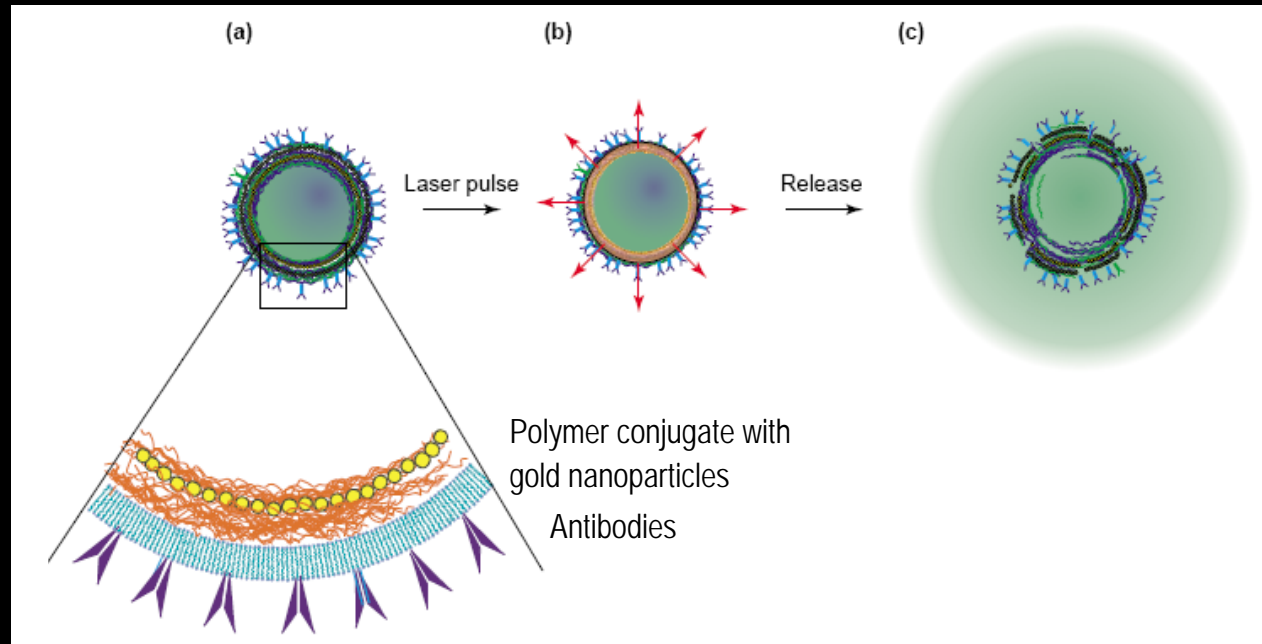 (a)
(b)
(c)
Laser pulse
Release
Polymer conjugate with
gold nanoparticles
Antibodies